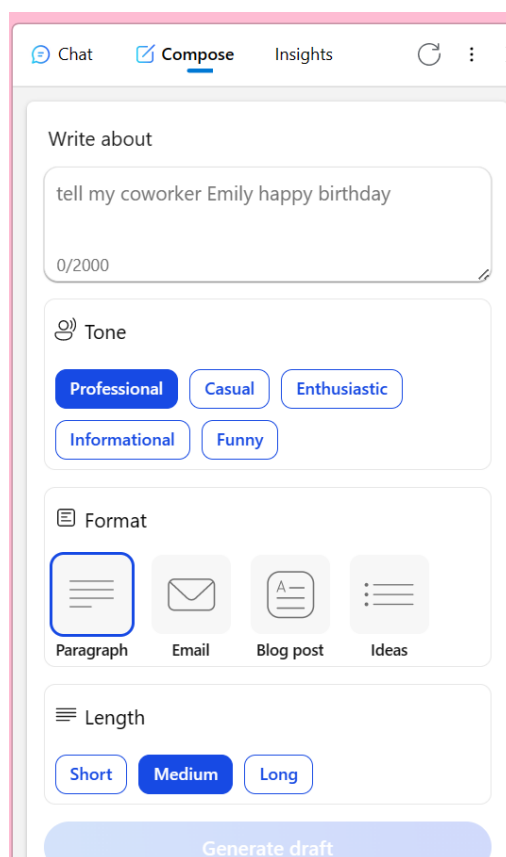 Chat Compose Insights
Write about
tell my coworker Emily happy birthday
0/2000
Tone
Professional Casual Enthusiastic
Informational Funny
Format
A
Paragraph Email Blog post Ideas
Length
Short Medium Long
Generate draft